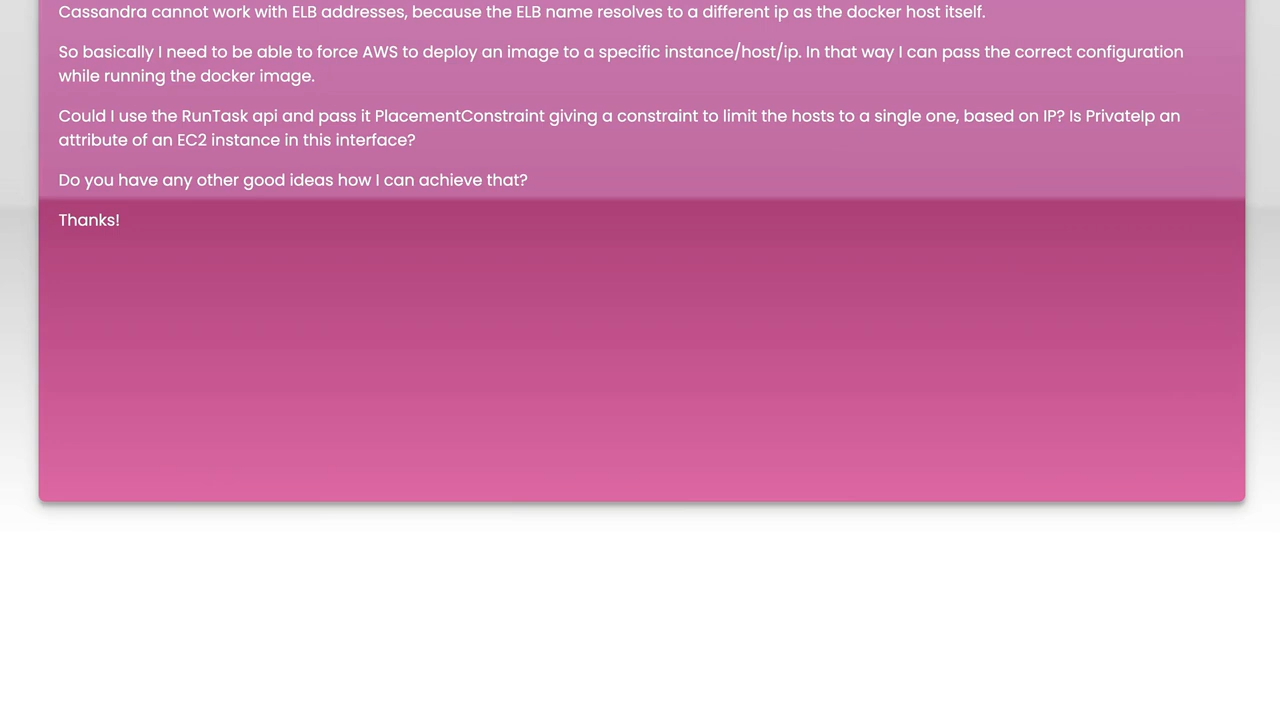 Cassandra cannot work with ELB addresses, because the ELB name resolves to a different ip as the docker host itself.
So basically I need to be able to force AWS to deploy an image to a specific instance/host/ip. In that way I can pass the correct configuration
while running the docker image.
Could I use the RunTask api and pass it PlacementConstraint giving a constraint to limit the hosts to a single one, based on IP? Is PrivateIp an
attribute of an EC2 instance in this interface?
Do you have any other good ideas how I can achieve that?
Thanks!